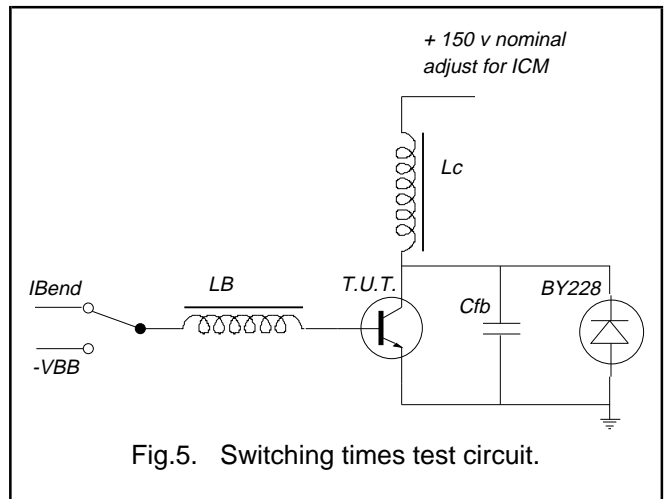 + 150 v nominal
adjust for ICM
Lc
IBend
LB
T.U.T.
Cfb
BY228
-VBB
Fig.5. Switching times test circuit.